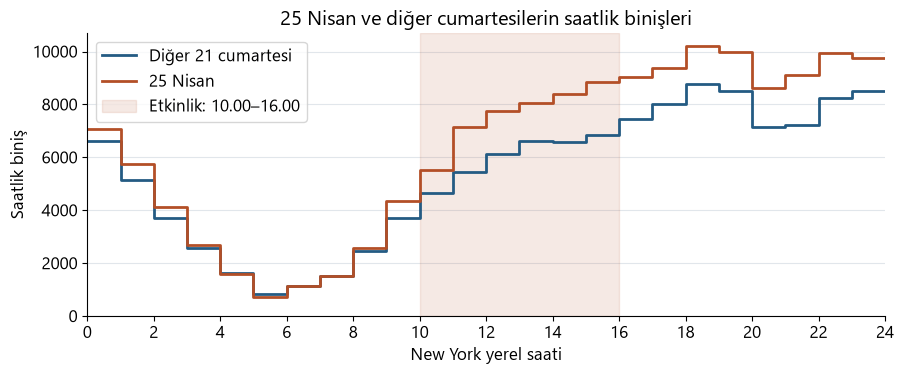 25 Nisan ve diğer cumartesilerin saatlik binişleri
Diğer 21 cumartesi
25 Nisan
Etkinlik: 10.00–16.00
Saatlik biniş
10000
8000
6000
4000
2000
0
0 2 4 6 8 10 12 14 16 18 20 22 24
New York yerel saati